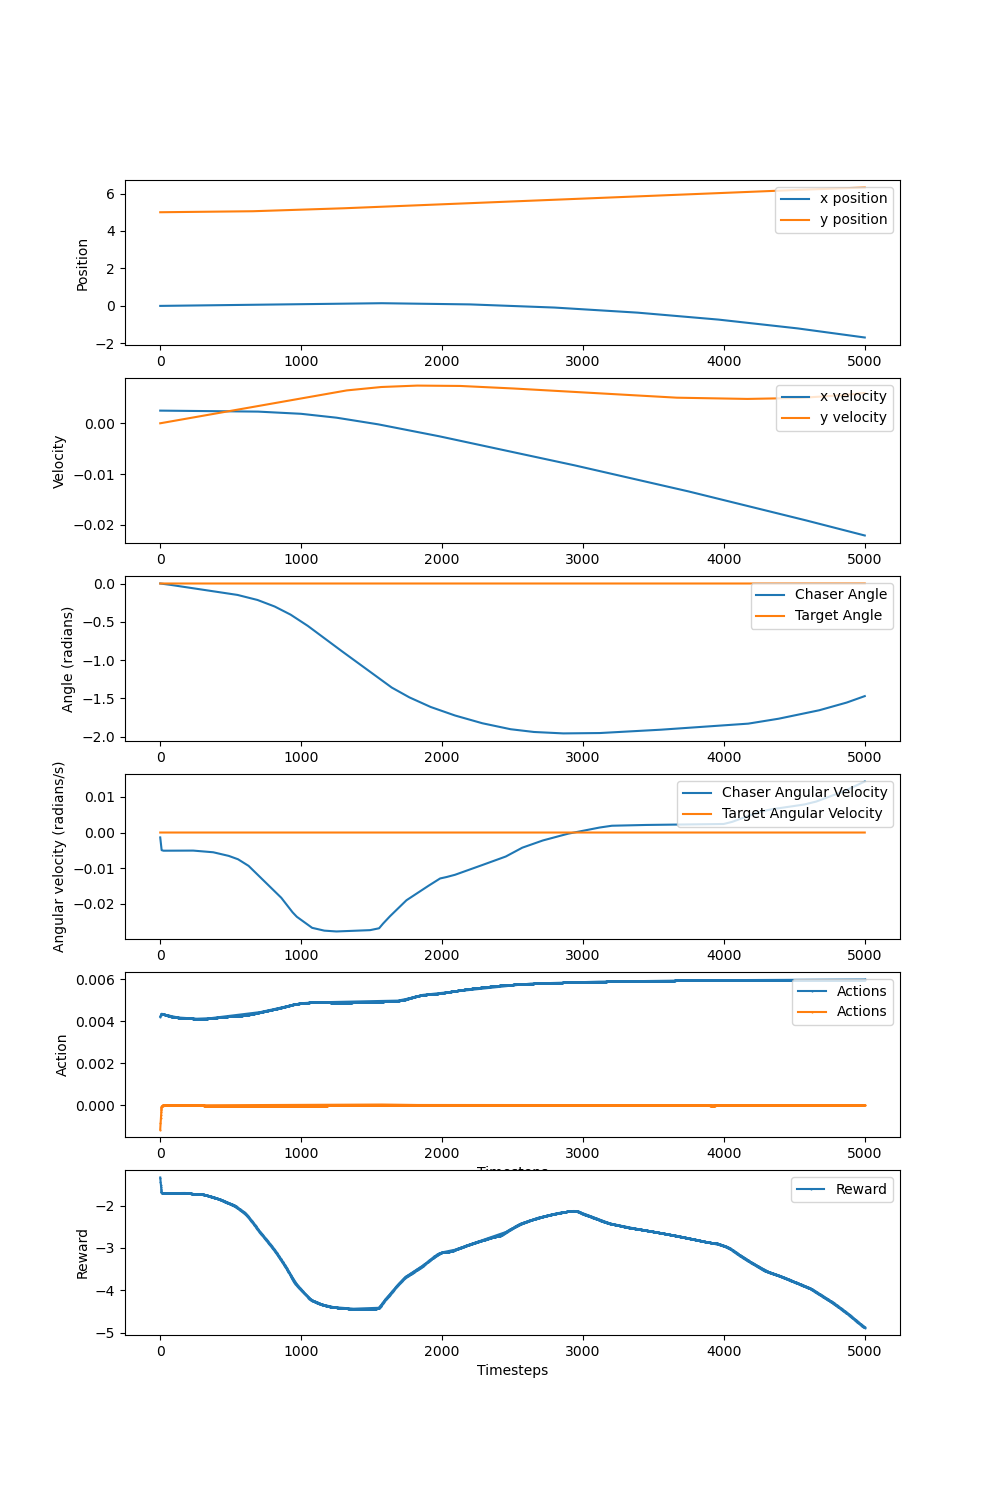 6
4
2
0
−2
Position
x position
y position
0 1000 2000 3000 4000 5000
0.00
−0.01
−0.02
Velocity
x velocity
y velocity
0 1000 2000 3000 4000 5000
0.0
−0.5
−1.0
−1.5
−2.0
Angle (radians)
Chaser Angle
Target Angle
0 1000 2000 3000 4000 5000
0.01
0.00
−0.01
−0.02
Angular velocity (radians/s)
Chaser Angular Velocity
Target Angular Velocity
0 1000 2000 3000 4000 5000
0.006
0.004
0.002
0.000
Action
Actions
Actions
0 1000 2000 3000 4000 5000
Timesteps
−2
−3
−4
−5
Reward
Reward
0 1000 2000 3000 4000 5000
Timesteps